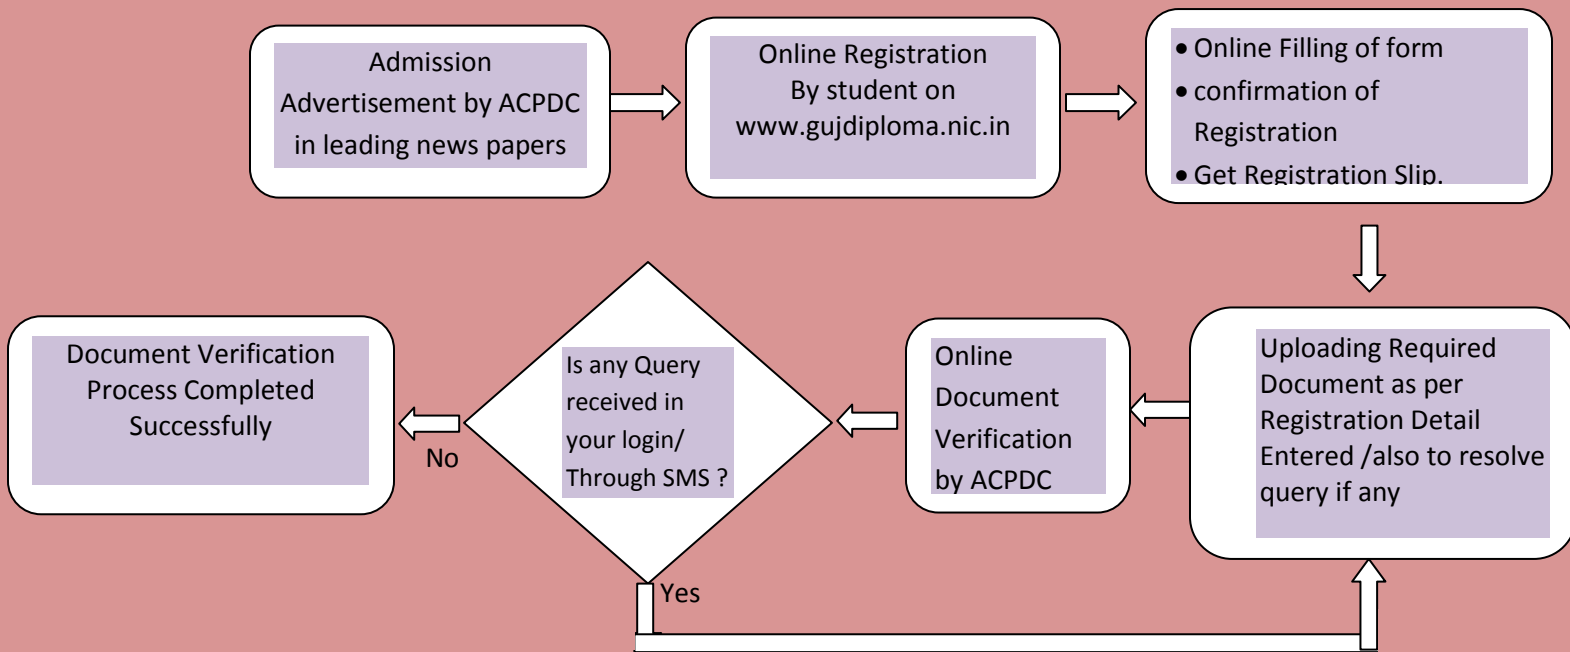 Admission
Advertisement by ACPDC
in leading news papers
Online Registration
By student on
www.gujdiploma.nic.in
• Online Filling of form
• confirmation of
Registration
• Get Registration Slip.
Uploading Required
Document as per
Registration Detail
Entered /also to resolve
query if any
Online
Document
Verification
by ACPDC
Is any Query
received in
your login/
Through SMS ?
No
Document Verification
Process Completed
Successfully
Yes